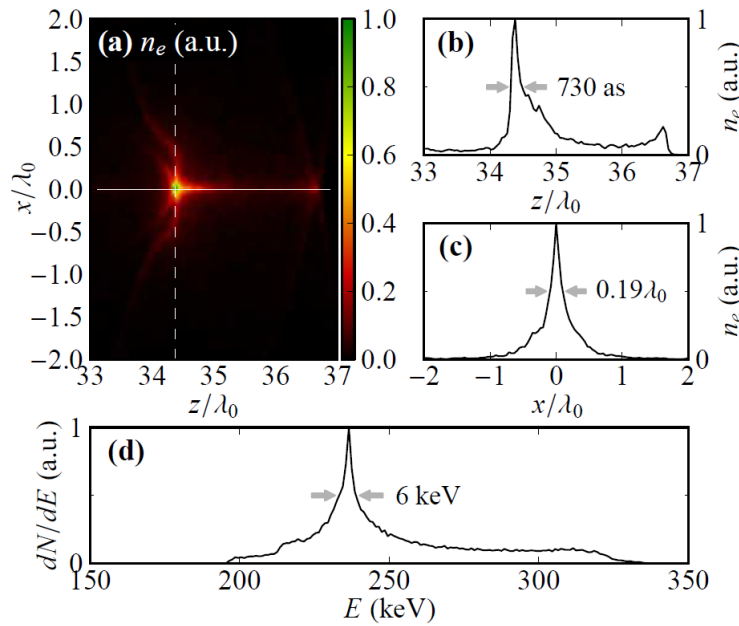 (a) n_e (a.u.)
2.0
1.5
1.0
0.5
0.0
−0.5
−1.0
−1.5
−2.0
x/λ₀
33 34 35 36 37
z/λ₀
1.0
0.8
0.6
0.4
0.2
0.0
(b)
730 as
1
0
n_e (a.u.)
33 34 35 36 37
z/λ₀
(c)
0.19λ₀
1
0
n_e (a.u.)
−2 −1 0 1 2
x/λ₀
(d)
6 keV
1
0
dN/dE (a.u.)
150 200 250 300 350
E (keV)